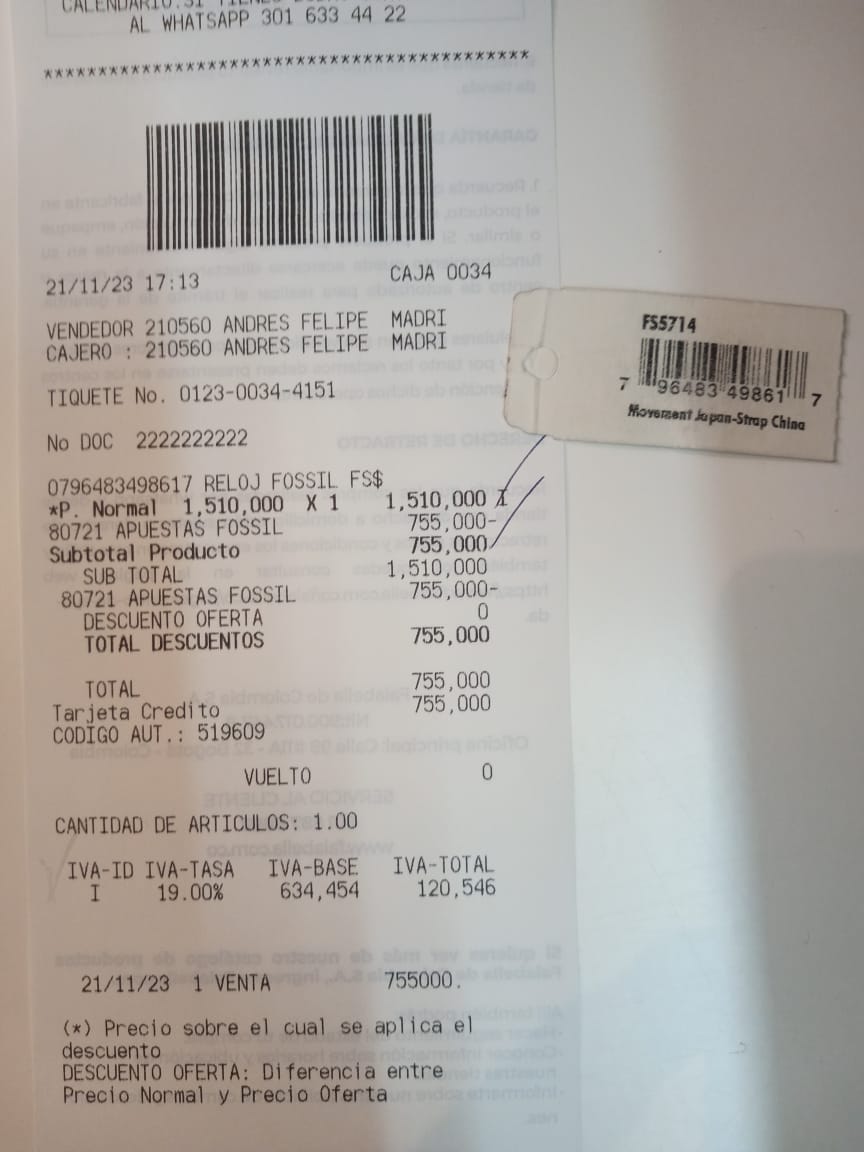 CALENDARIO.SI TIENES
AL WHATSAPP 301 633 44 22
*********************************************
21/11/23 17:13 CAJA 0034
VENDEDOR 210560 ANDRES FELIPE MADRI
CAJERO : 210560 ANDRES FELIPE MADRI
TIQUETE No. 0123-0034-4151
No DOC 2222222222
0796483498617 RELOJ FOSSIL FS$
*P. Normal 1,510,000 X 1 1,510,000 I
80721 APUESTAS FOSSIL 755,000-
Subtotal Producto 755,000
SUB TOTAL 1,510,000
80721 APUESTAS FOSSIL 755,000-
DESCUENTO OFERTA 0
TOTAL DESCUENTOS 755,000
TOTAL 755,000
Tarjeta Credito 755,000
CODIGO AUT.: 519609
VUELTO 0
CANTIDAD DE ARTICULOS: 1.00
IVA-ID IVA-TASA IVA-BASE IVA-TOTAL
I 19.00% 634,454 120,546
21/11/23 1 VENTA 755000.
(*) Precio sobre el cual se aplica el
descuento
DESCUENTO OFERTA: Diferencia entre
Precio Normal y Precio Oferta
FS5714
7 96483 49861 7
Movement Japan-Strap China